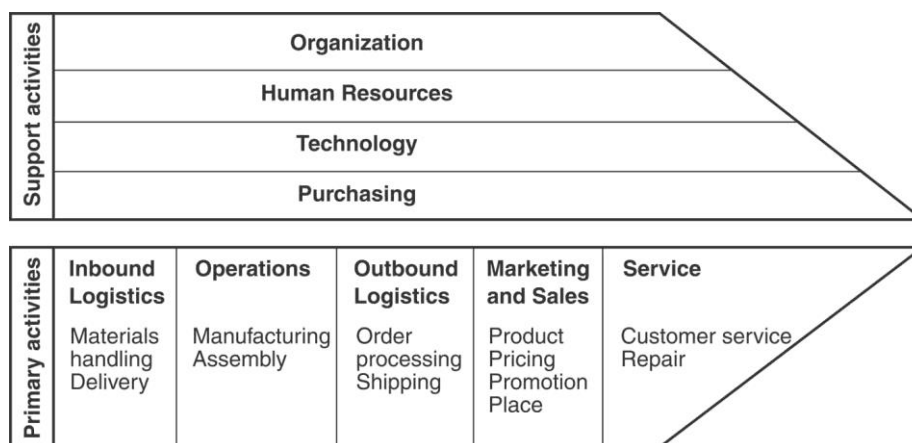 Support activities
Organization
Human Resources
Technology
Purchasing
Primary activities
Inbound
Logistics
Materials
handling
Delivery
Operations
Manufacturing
Assembly
Outbound
Logistics
Order
processing
Shipping
Marketing
and Sales
Product
Pricing
Promotion
Place
Service
Customer service
Repair